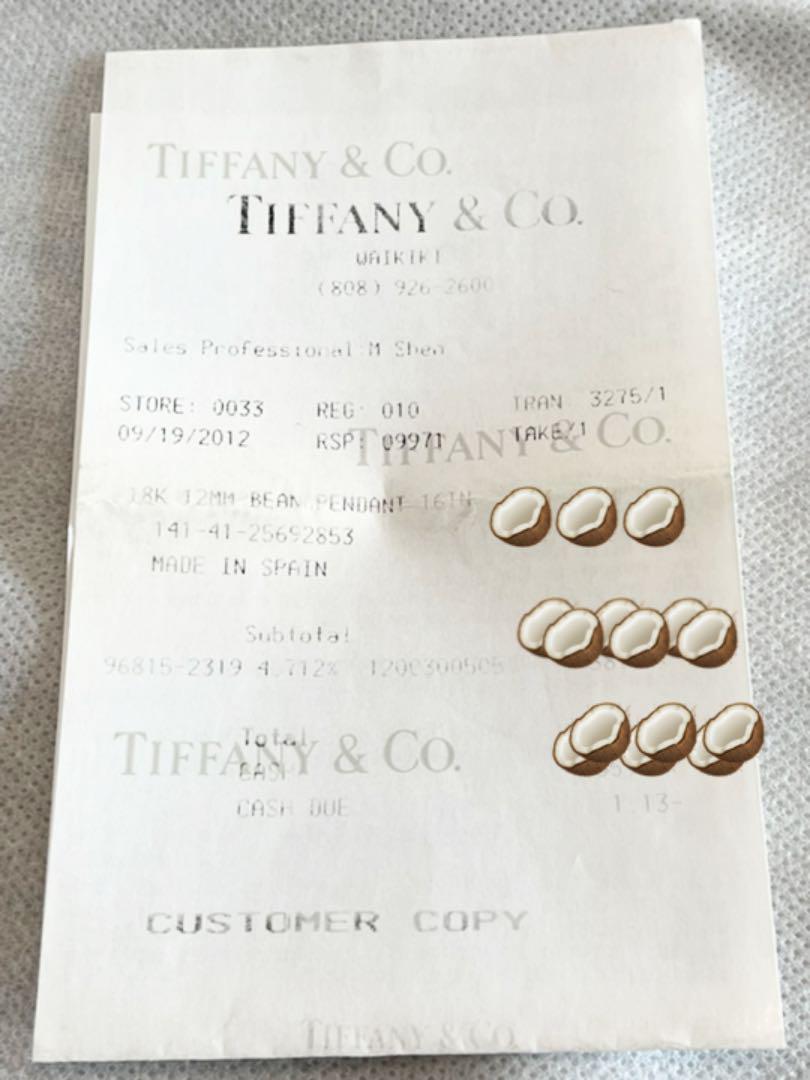 TIFFANY & CO.
TIFFANY & CO.
WAIKIKI
(808) 926-2600
Sales Professional:M Shen
STORE: 0033 REG: 010 TRAN 3275/1
09/19/2012 RSP: 09971 TAKE/1
TIFFANY & CO.
18K 12MM BEAN PENDANT 16IN
141-41-25692853
MADE IN SPAIN
Subtotal
96815-2319 4.712% 1200300505
Total
TIFFANY & CO.
CASH
CASH DUE 1.13-
CUSTOMER COPY
TIFFANY & CO.